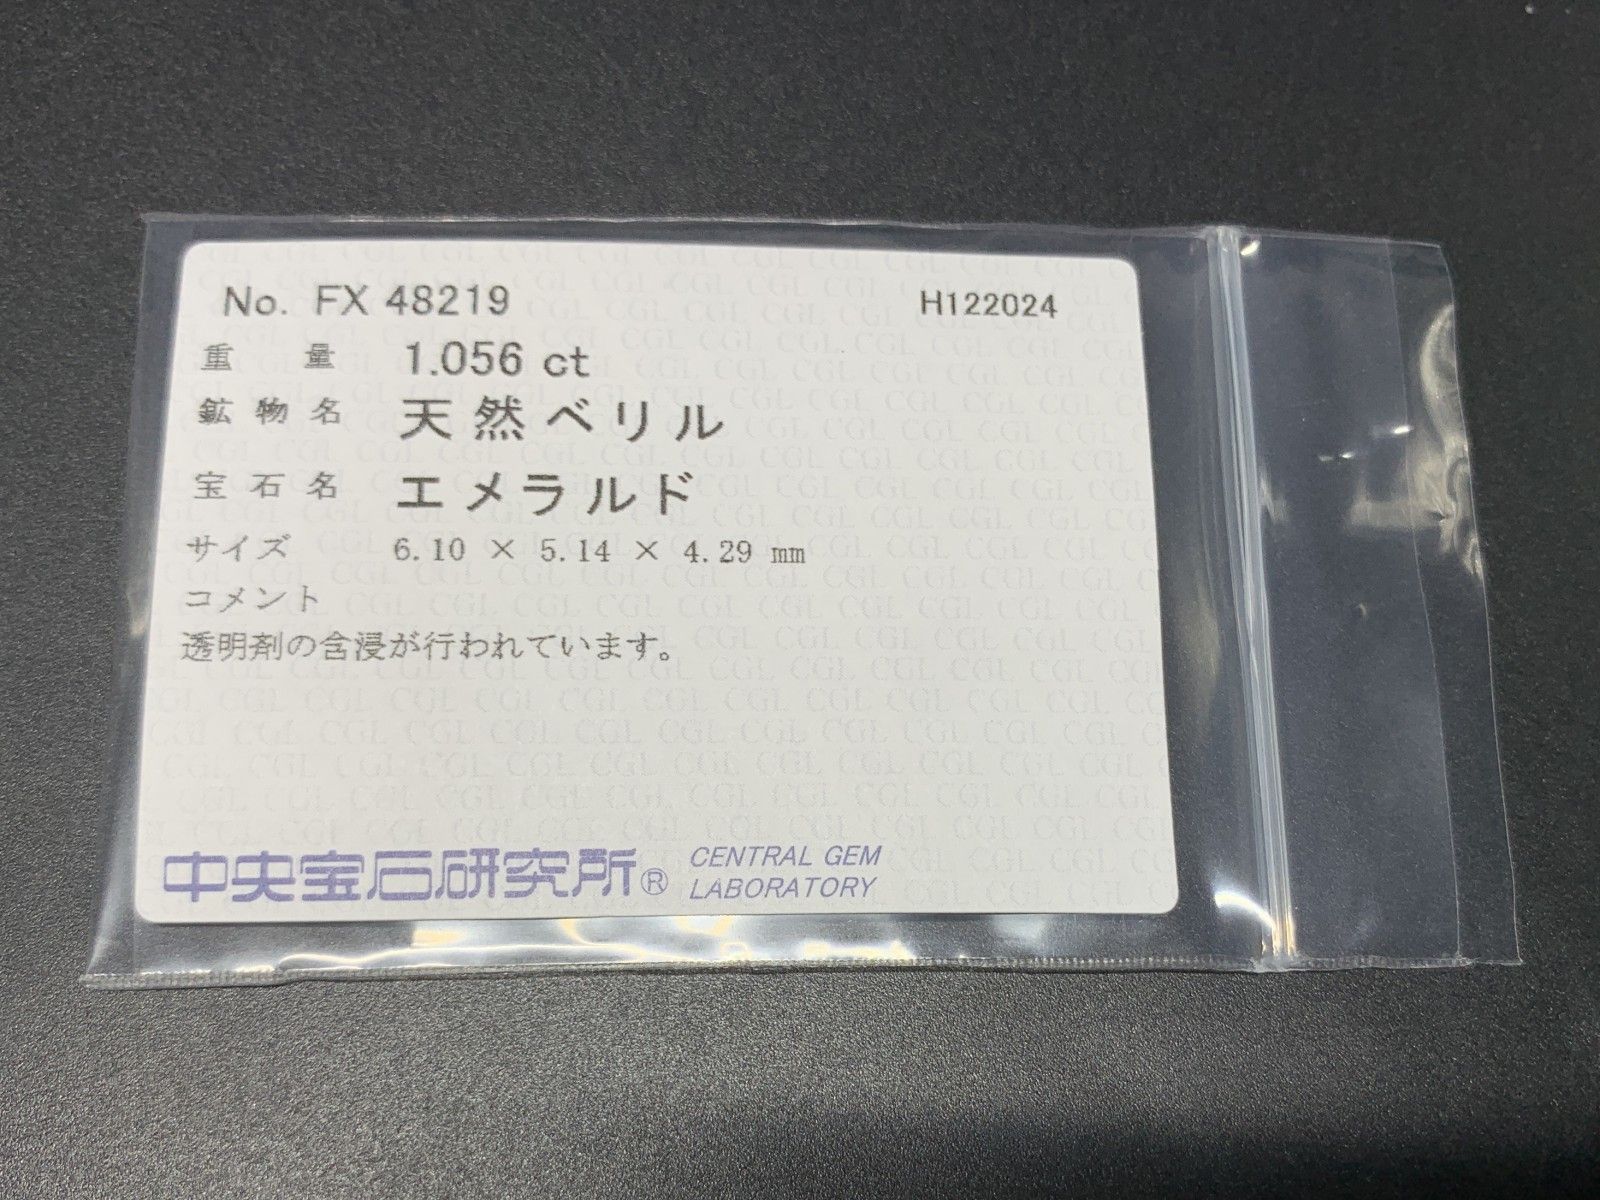 No. FX 48219 H122024
重量 1.056 ct
鉱物名 天然ベリル
宝石名 エメラルド
サイズ 6.10 × 5.14 × 4.29 mm
コメント
透明剤の含浸が行われています。
中央宝石研究所® CENTRAL GEM
LABORATORY